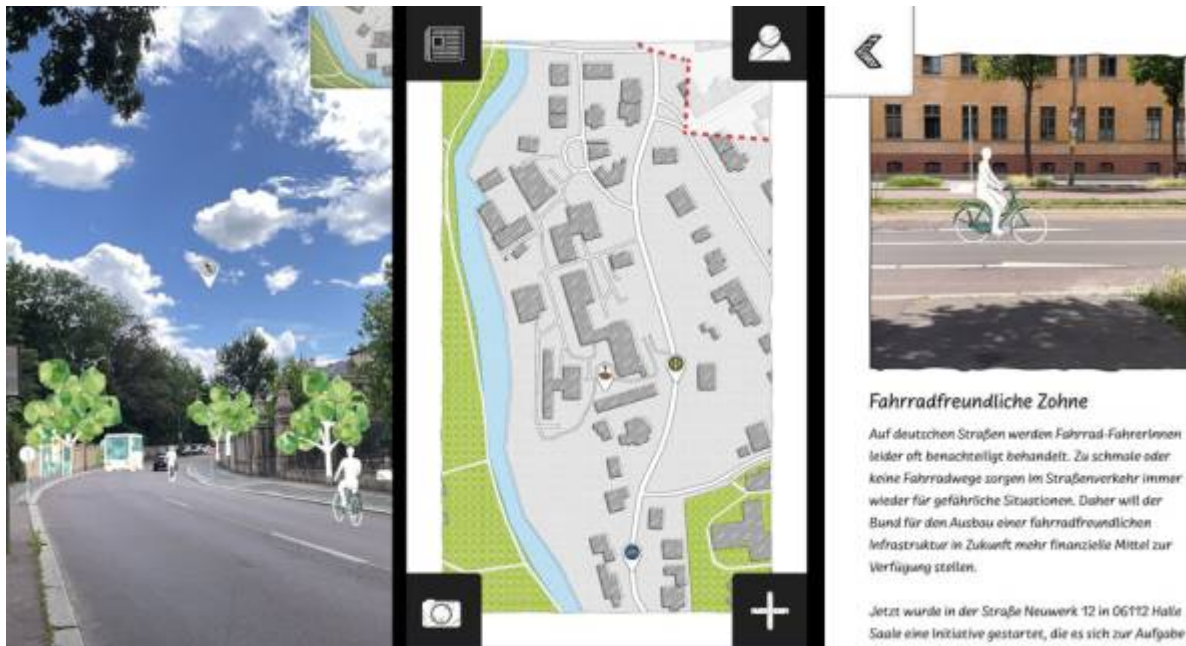 Fahrradfreundliche Zohne
Auf deutschen Straßen werden Fahrrad-FahrerInnen
leider oft benachteiligt behandelt. Zu schmale oder
keine Fahrradwege sorgen im Straßenverkehr immer
wieder für gefährliche Situationen. Daher will der
Bund für den Ausbau einer fahrradfreundlichen
Infrastruktur in Zukunft mehr finanzielle Mittel zur
Verfügung stellen.
Jetzt wurde in der Straße Neuwerk 12 in 06112 Halle
Saale eine Initiative gestartet, die es sich zur Aufgabe